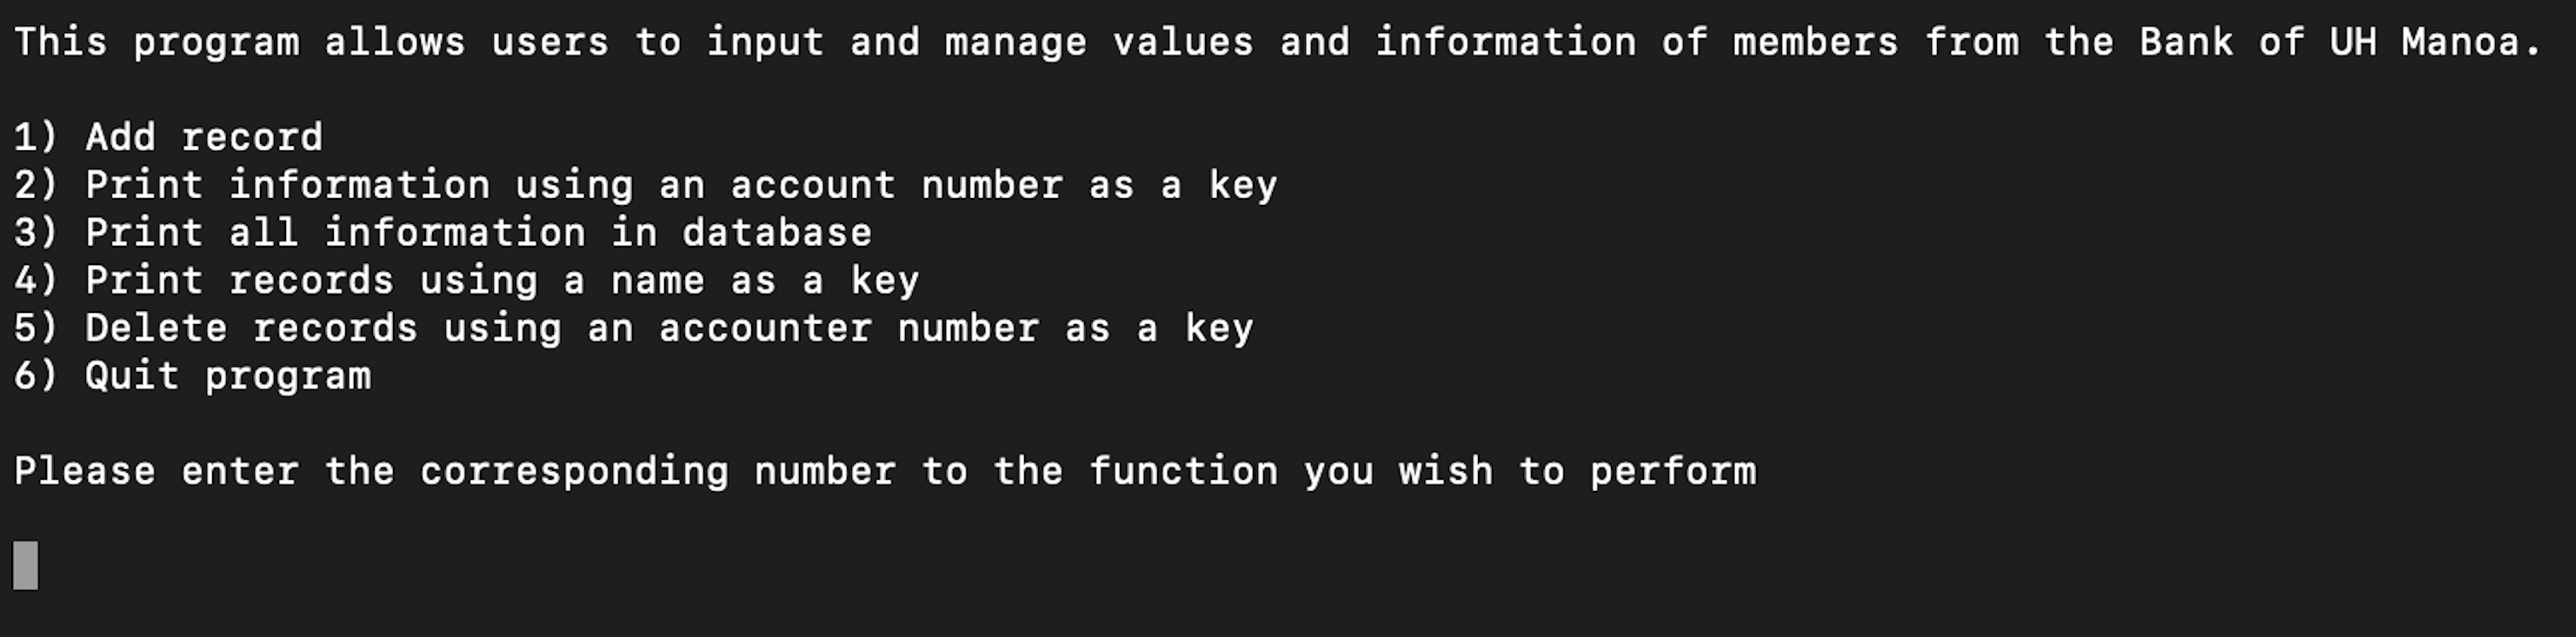 This program allows users to input and manage values and information of members from the Bank of UH Manoa.
1) Add record
2) Print information using an account number as a key
3) Print all information in database
4) Print records using a name as a key
5) Delete records using an accounter number as a key
6) Quit program
Please enter the corresponding number to the function you wish to perform